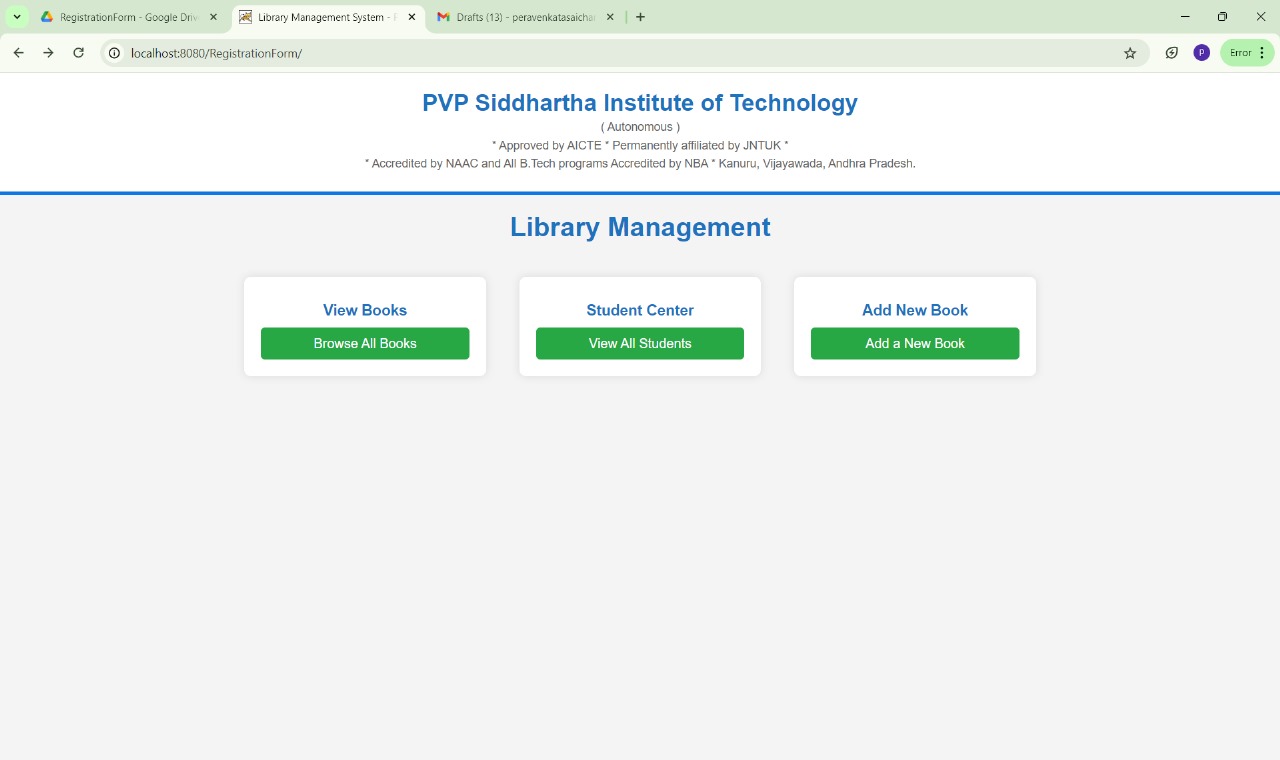 RegistrationForm - Google Driv
Library Management System -
Drafts (13) - peravenkatasaichar
localhost:8080/RegistrationForm/
p
Error
PVP Siddhartha Institute of Technology
( Autonomous )
* Approved by AICTE * Permanently affiliated by JNTUK *
* Accredited by NAAC and All B.Tech programs Accredited by NBA * Kanuru, Vijayawada, Andhra Pradesh.
Library Management
View Books
Student Center
Add New Book
Browse All Books
View All Students
Add a New Book